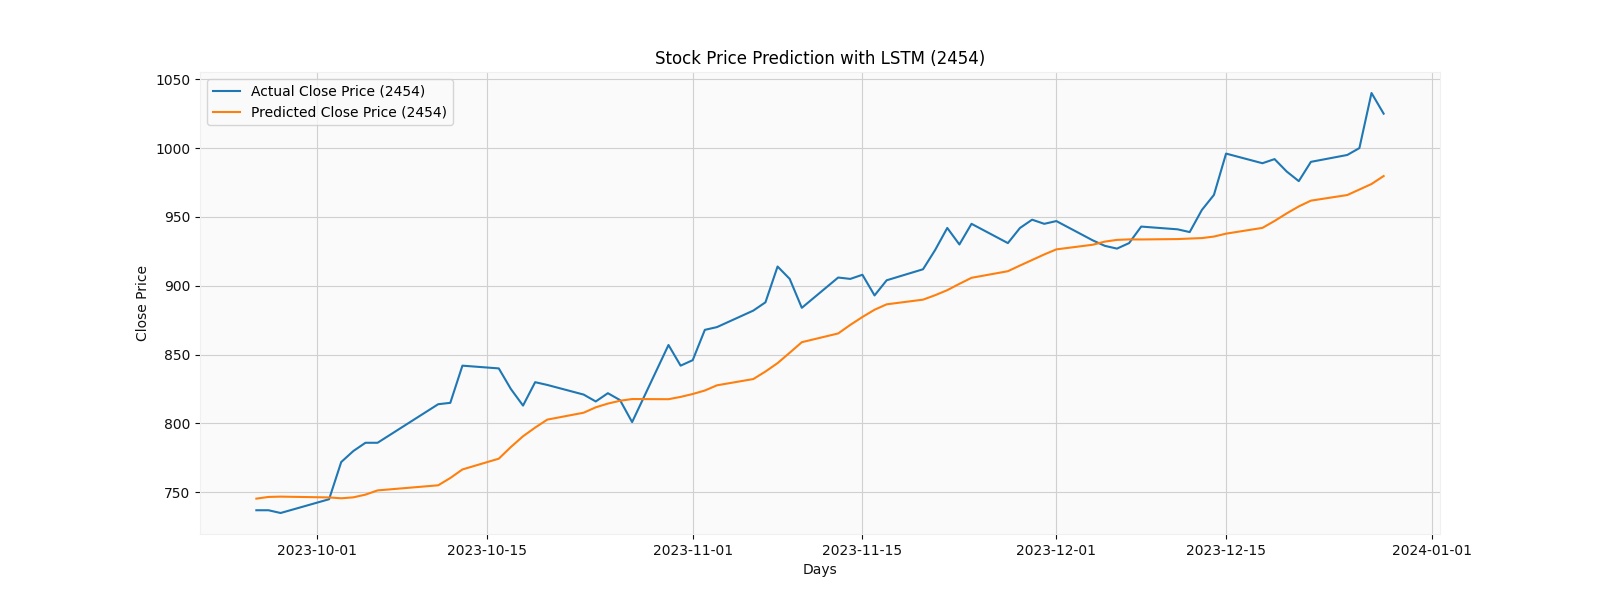 Stock Price Prediction with LSTM (2454)
Actual Close Price (2454)
Predicted Close Price (2454)
1050
1000
950
900
850
800
750
Close Price
2023-10-01
2023-10-15
2023-11-01
2023-11-15
2023-12-01
2023-12-15
2024-01-01
Days